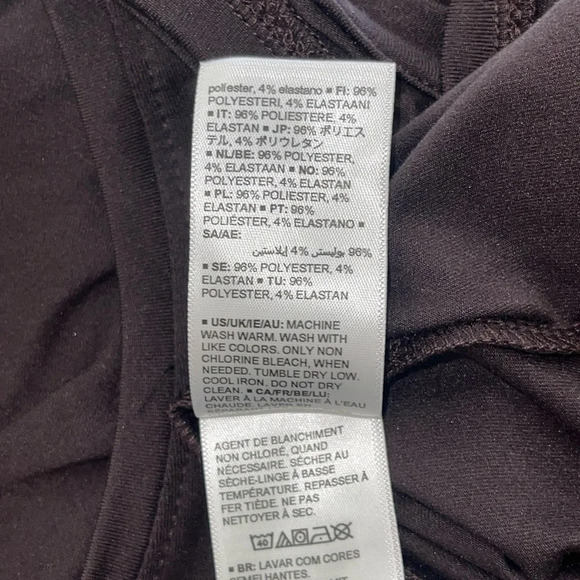 poliéster, 4% elastano ▪ FI: 96%
POLYESTERI, 4% ELASTAANI
▪ IT: 96% POLIESTERE, 4%
ELASTAN ▪ JP: 96% ポリエス
テル, 4% ポリウレタン
▪ NL/BE: 96% POLYESTER,
4% ELASTAAN ▪ NO: 96%
POLYESTER, 4% ELASTAN
▪ PL: 96% POLIESTER, 4%
ELASTAN ▪ PT: 96%
POLIÉSTER, 4% ELASTANO ▪
SA/AE:
96% بوليستر, 4% إيلاستين
▪ SE: 96% POLYESTER, 4%
ELASTAN ▪ TU: 96%
POLYESTER, 4% ELASTAN
▪ US/UK/IE/AU: MACHINE
WASH WARM. WASH WITH
LIKE COLORS. ONLY NON
CHLORINE BLEACH, WHEN
NEEDED. TUMBLE DRY LOW.
COOL IRON. DO NOT DRY
CLEAN. ▪ CA/FR/BE/LU:
LAVER À LA MACHINE À L'EAU
CHAUDE, LAVER
AGENT DE BLANCHIMENT
NON CHLORÉ, QUAND
NÉCESSAIRE. SÉCHER AU
SÈCHE-LINGE À BASSE
TEMPÉRATURE. REPASSER À
FER TIÈDE. NE PAS
NETTOYER À SEC.
40
▪ BR: LAVAR COM CORES
SEMELHANTES.